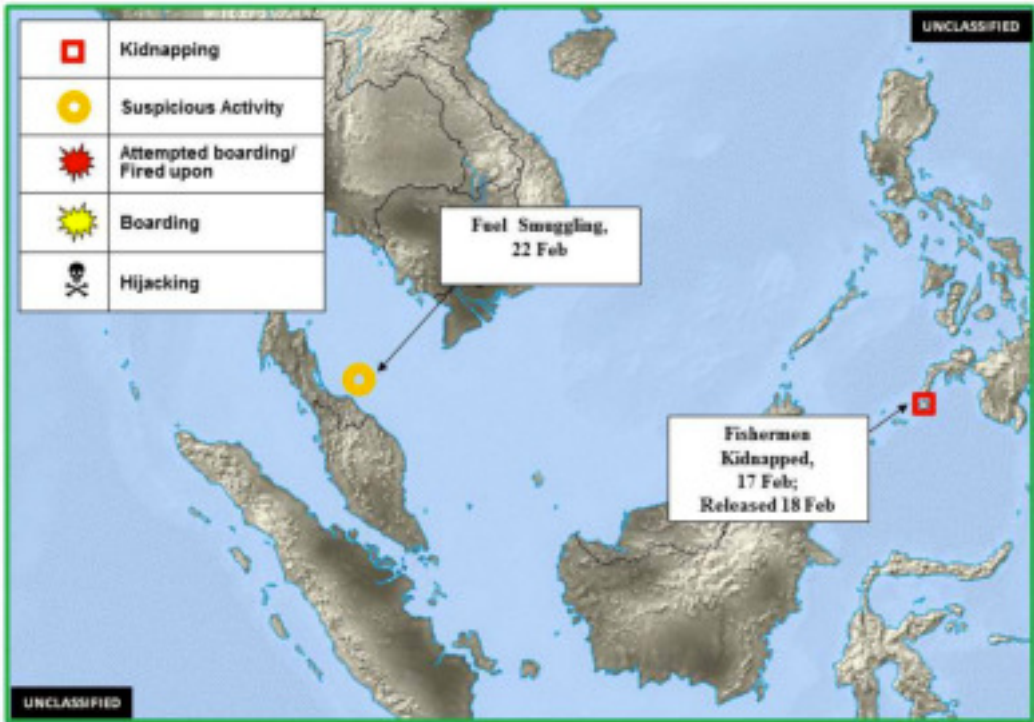 UNCLASSIFIED
Kidnapping
Suspicious Activity
Attempted boarding/
Fired upon
Boarding
Hijacking
Fuel Smuggling,
22 Feb
Fishermen
Kidnapped,
17 Feb;
Released 18 Feb
UNCLASSIFIED